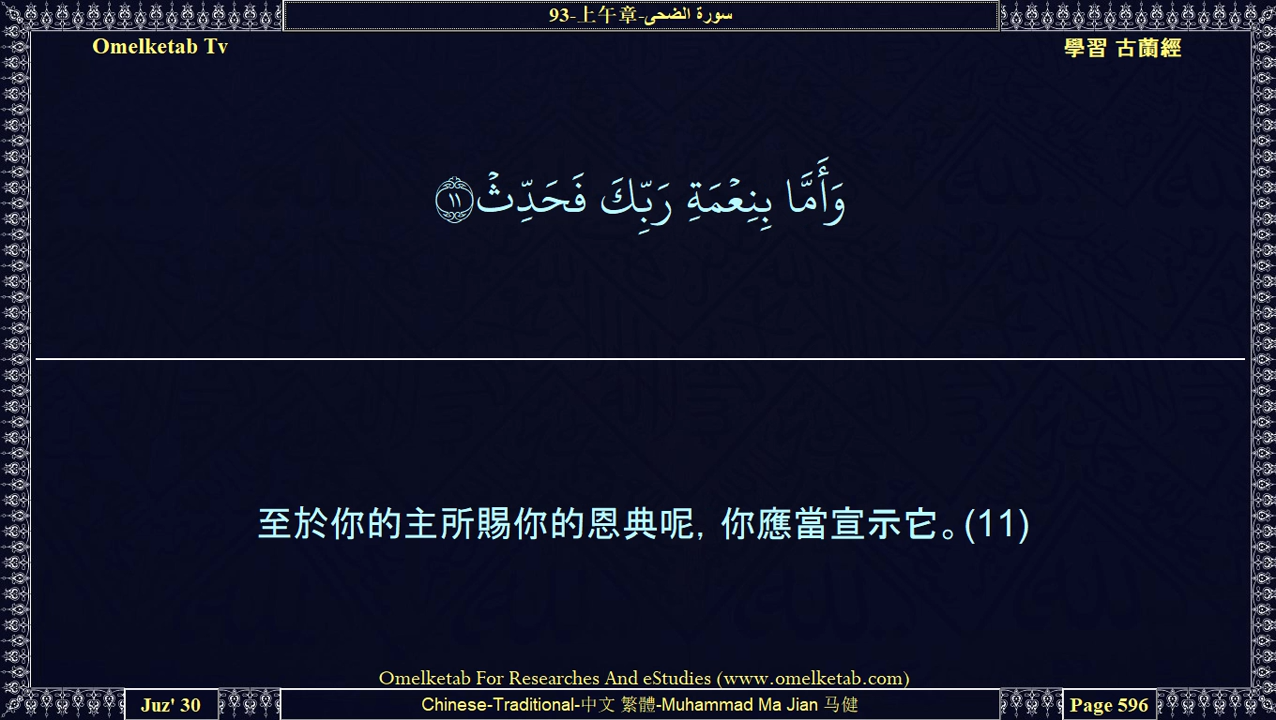 93-上午章-سورة الضحى
Omelketab Tv
學習 古蘭經
وَأَمَّا بِنِعْمَةِ رَبِّكَ فَحَدِّثْ ١١
至於你的主所賜你的恩典呢，你應當宣示它。(11)
Omelketab For Researches And eStudies (www.omelketab.com)
Juz' 30
Chinese-Traditional-中文 繁體-Muhammad Ma Jian 马健
Page 596